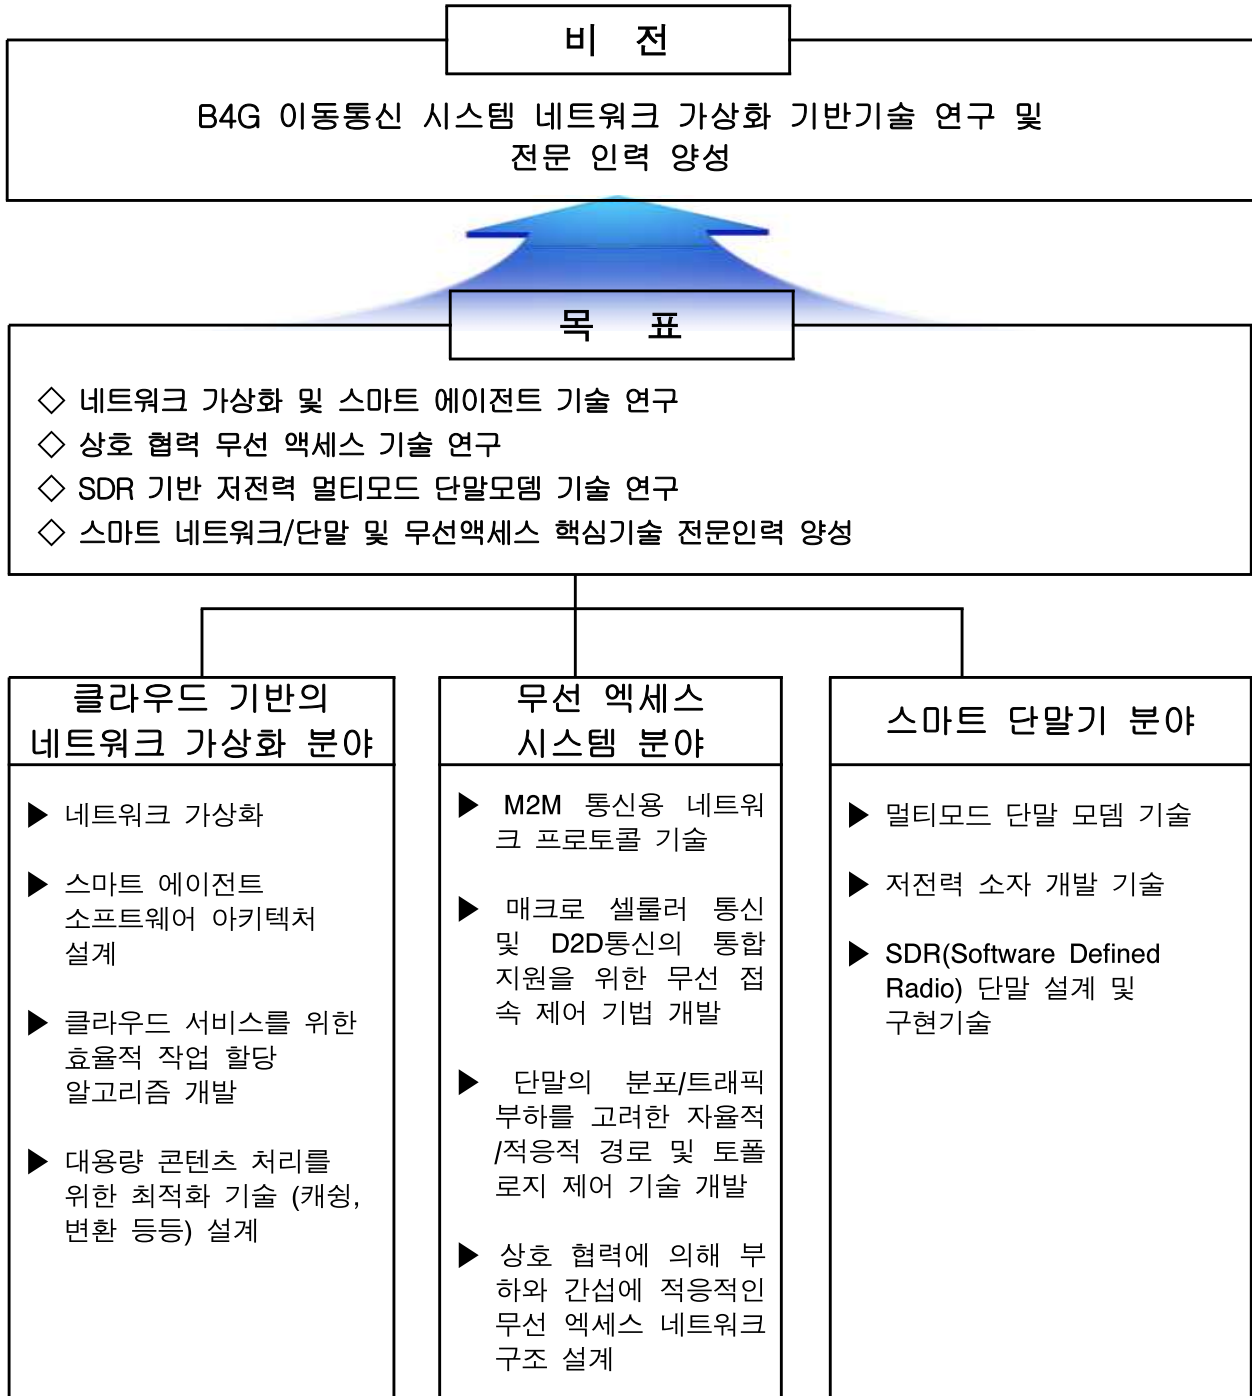 비 전
B4G 이동통신 시스템 네트워크 가상화 기반기술 연구 및
전문 인력 양성
목 표
◇ 네트워크 가상화 및 스마트 에이전트 기술 연구
◇ 상호 협력 무선 액세스 기술 연구
◇ SDR 기반 저전력 멀티모드 단말모뎀 기술 연구
◇ 스마트 네트워크/단말 및 무선액세스 핵심기술 전문인력 양성
클라우드 기반의
네트워크 가상화 분야
▶ 네트워크 가상화
▶ 스마트 에이전트
소프트웨어 아키텍처
설계
▶ 클라우드 서비스를 위한
효율적 작업 할당
알고리즘 개발
▶ 대용량 콘텐츠 처리를
위한 최적화 기술 (캐슁,
변환 등등) 설계
무선 엑세스
시스템 분야
▶ M2M 통신용 네트워
크 프로토콜 기술
▶ 매크로 셀룰러 통신
및 D2D통신의 통합
지원을 위한 무선 접
속 제어 기법 개발
▶ 단말의 분포/트래픽
부하를 고려한 자율적
/적응적 경로 및 토폴
로지 제어 기술 개발
▶ 상호 협력에 의해 부
하와 간섭에 적응적인
무선 엑세스 네트워크
구조 설계
스마트 단말기 분야
▶ 멀티모드 단말 모뎀 기술
▶ 저전력 소자 개발 기술
▶ SDR(Software Defined
Radio) 단말 설계 및
구현기술